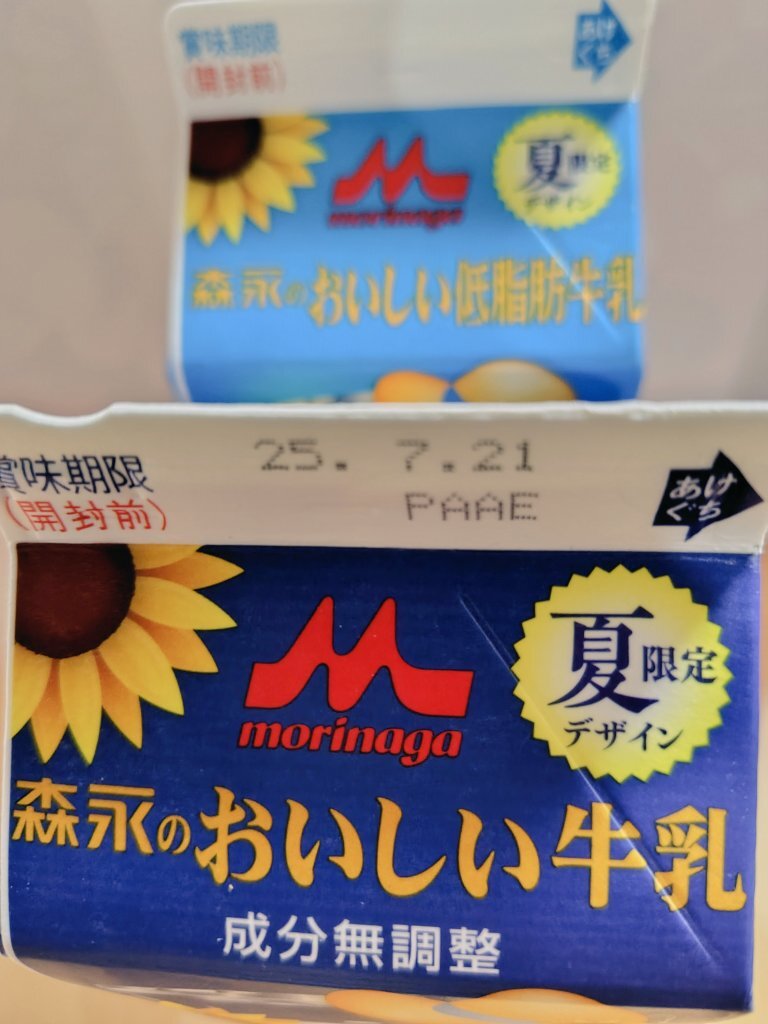 賞味期限
(開封前)
あけ
ぐち
morinaga
夏限定
デザイン
森永のおいしい低脂肪牛乳
賞味期限
(開封前)
25. 7.21
PAAE
あけ
ぐち
morinaga
夏限定
デザイン
森永のおいしい牛乳
成分無調整